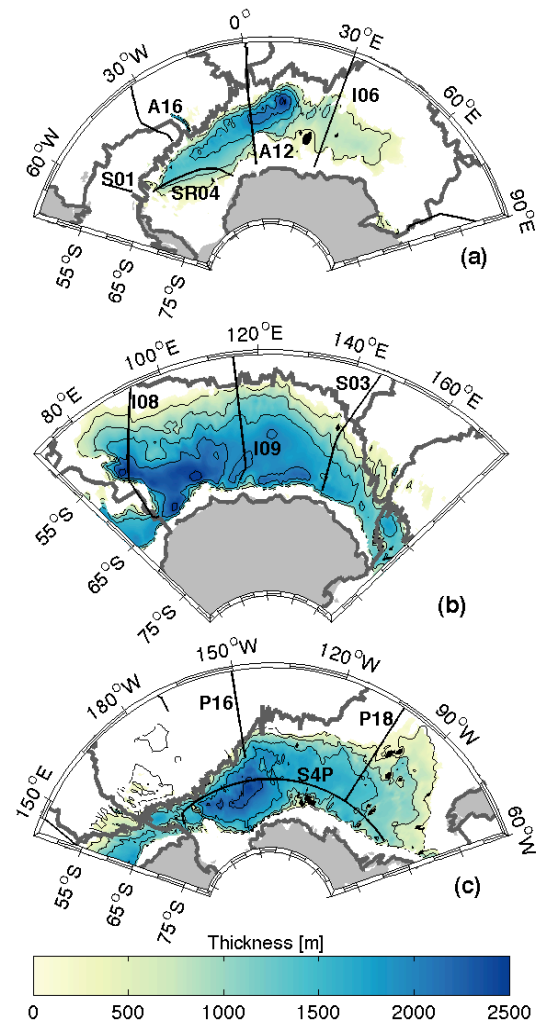 0°
30°W
30°E
A16
I06
60°E
60°W
A12
S01
SR04
90°E
55°S
65°S
75°S
(a)
120°E
100°E
140°E
S03
80°E
I08
160°E
I09
55°S
65°S
75°S
(b)
150°W
120°W
180°W
P16
P18
90°W
S4P
150°E
60°W
55°S
65°S
75°S
(c)
Thickness [m]
0 500 1000 1500 2000 2500